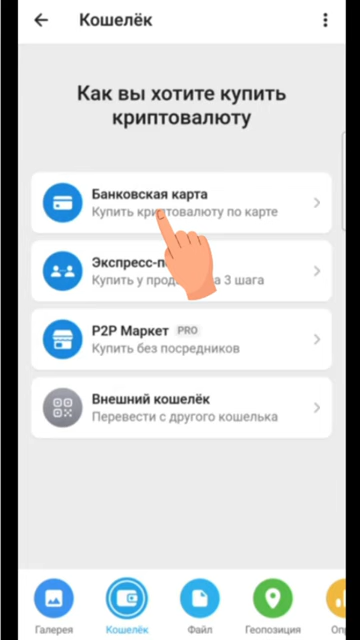 Кошелёк
Как вы хотите купить
криптовалюту
Банковская карта
Купить криптовалюту по карте
Купить у 3 шага
P2P Маркет PRO
Купить без посредников
Внешний кошелёк
Перевести с другого кошелька
Галерея Кошелёк Файл Геопозиция